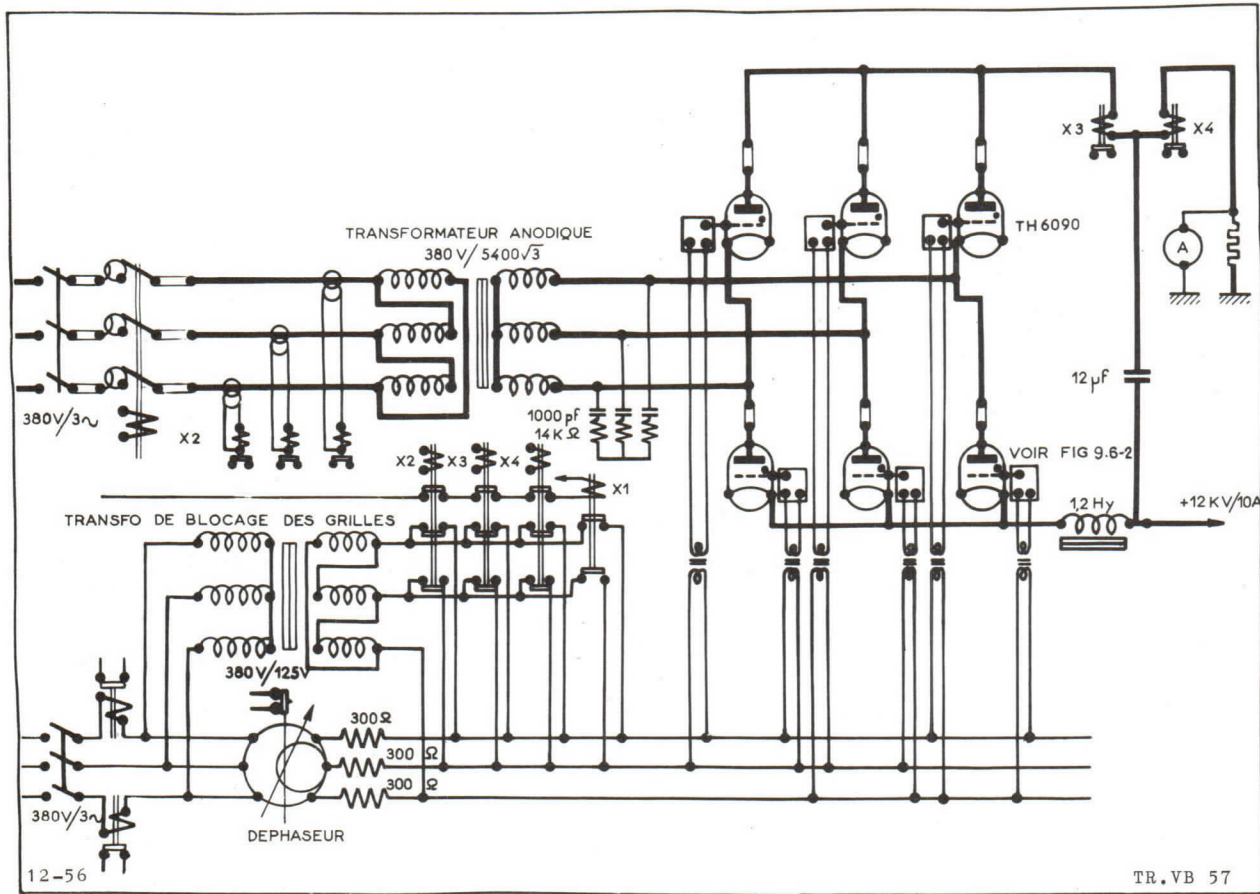 X3
X4
TH 6090
TRANSFORMATEUR ANODIQUE
380 V/ 5400√3
A
380V/3~
X2
1000 pf
14K Ω
12 µf
VOIR FIG 9.6-2
X2
X3
X4
X1
1,2 Hy
+12 KV/10A
TRANSFO DE BLOCAGE DES GRILLES
380V/125V
300 Ω
300 Ω
300 Ω
380V/3~
DEPHASEUR
12-56
TR.VB 57